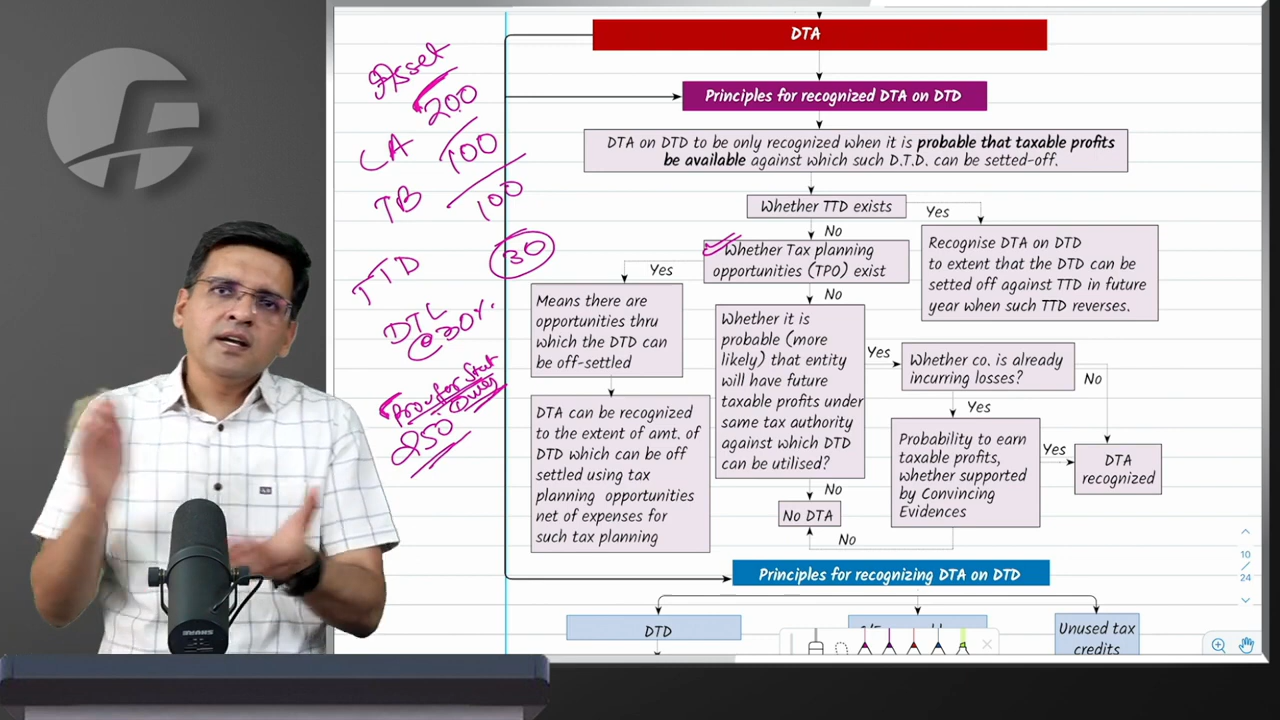 DTA
Principles for recognized DTA on DTD
DTA on DTD to be only recognized when it is probable that taxable profits
be available against which such D.T.D. can be setted-off.
Whether TTD exists
Yes
No
Whether Tax planning
opportunities (TPO) exist
Yes
No
Recognise DTA on DTD
to extent that the DTD can be
setted off against TTD in future
year when such TTD reverses.
Means there are
opportunities thru
which the DTD can
be off-settled
DTA can be recognized
to the extent of amt. of
DTD which can be off
settled using tax
planning opportunities
net of expenses for
such tax planning
Whether it is
probable (more
likely) that entity
will have future
taxable profits under
same tax authority
against which DTD
can be utilised?
Yes
No
No DTA
Whether co. is already
incurring losses?
No
Yes
Probability to earn
taxable profits,
whether supported
by Convincing
Evidences
Yes
No
DTA
recognized
Principles for recognizing DTA on DTD
DTD
Unused tax
credits
Asset
200
CA 100
TB 100
TTD 30
DTL
@30%
Prov for Stat
Dues
250
10
/
24
SHURE